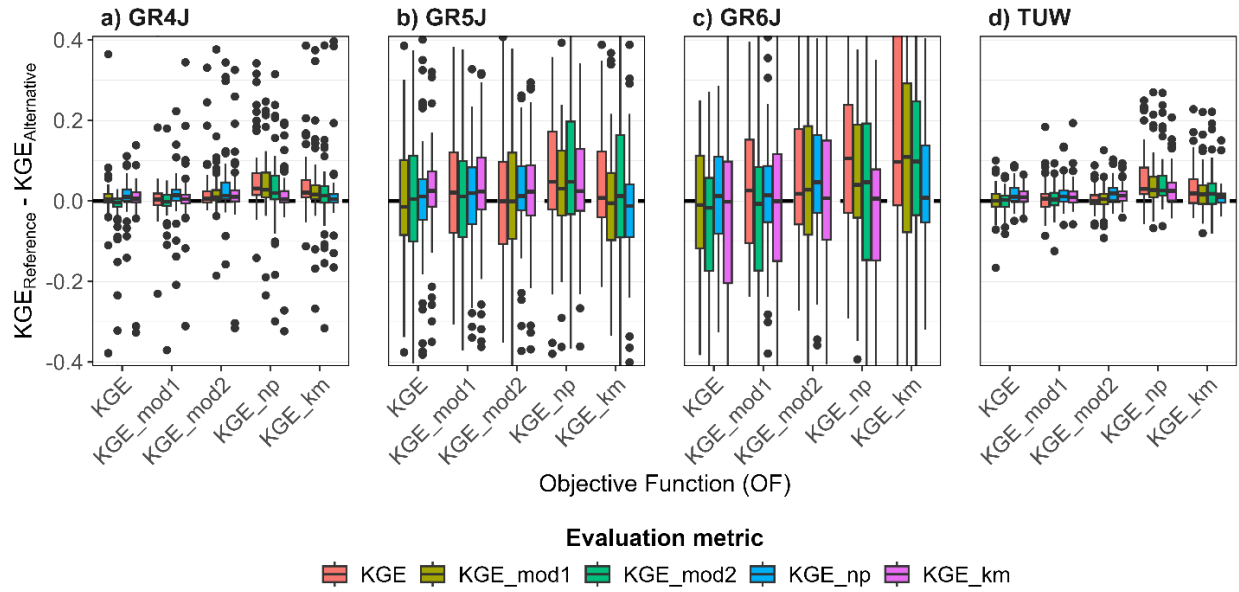 a) GR4J b) GR5J c) GR6J d) TUW
KGEReference - KGEAlternative
0.4
0.2
0.0
-0.2
-0.4
KGE KGE_mod1 KGE_mod2 KGE_np KGE_km KGE KGE_mod1 KGE_mod2 KGE_np KGE_km KGE KGE_mod1 KGE_mod2 KGE_np KGE_km KGE KGE_mod1 KGE_mod2 KGE_np KGE_km
Objective Function (OF)
Evaluation metric
KGE KGE_mod1 KGE_mod2 KGE_np KGE_km